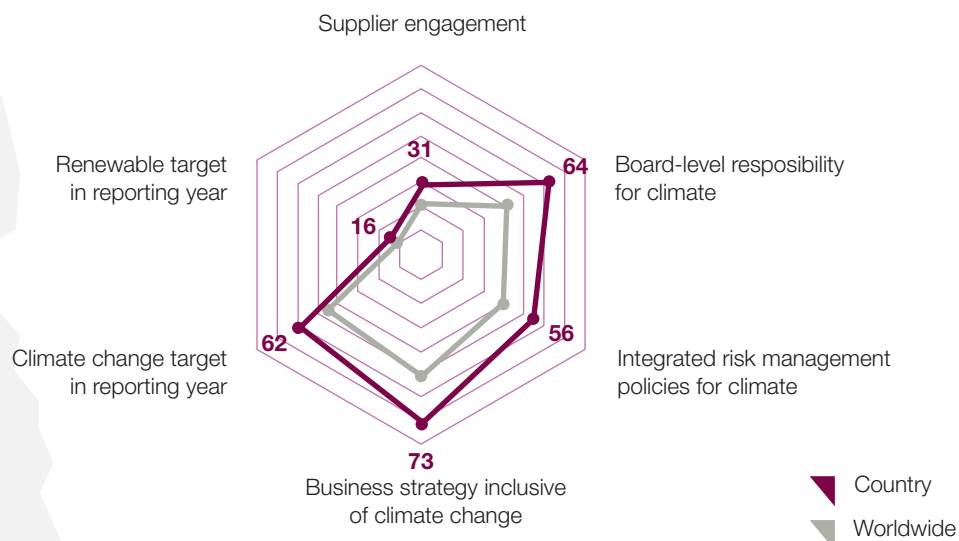 Supplier engagement
31
64
Board-level resposibility
for climate
Renewable target
in reporting year
16
Climate change target
in reporting year
62
56
Integrated risk management
policies for climate
73
Business strategy inclusive
of climate change
Country
Worldwide